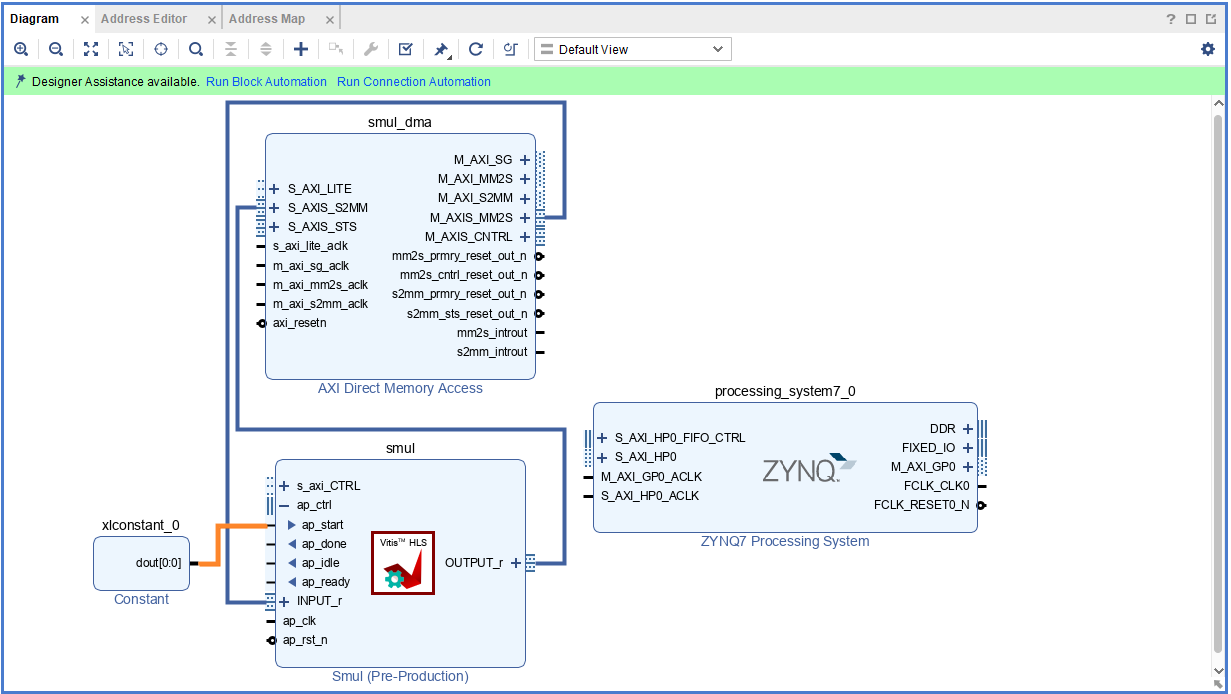 Diagram
Address Editor
Address Map
Default View
Designer Assistance available. Run Block Automation Run Connection Automation
smul_dma
M_AXI_SG
M_AXI_MM2S
S_AXI_LITE
M_AXI_S2MM
S_AXIS_S2MM
M_AXIS_MM2S
S_AXIS_STS
M_AXIS_CNTRL
s_axi_lite_aclk
mm2s_prmry_reset_out_n
m_axi_sg_aclk
mm2s_cntrl_reset_out_n
m_axi_mm2s_aclk
s2mm_prmry_reset_out_n
m_axi_s2mm_aclk
s2mm_sts_reset_out_n
axi_resetn
mm2s_introut
s2mm_introut
AXI Direct Memory Access
processing_system7_0
S_AXI_HP0_FIFO_CTRL
DDR
S_AXI_HP0
FIXED_IO
M_AXI_GP0_ACLK
M_AXI_GP0
S_AXI_HP0_ACLK
FCLK_CLK0
FCLK_RESET0_N
ZYNQ
ZYNQ7 Processing System
smul
s_axi_CTRL
ap_ctrl
ap_start
ap_done
ap_idle
ap_ready
INPUT_r
ap_clk
ap_rst_n
Vitis™ HLS
OUTPUT_r
Smul (Pre-Production)
xlconstant_0
dout[0:0]
Constant